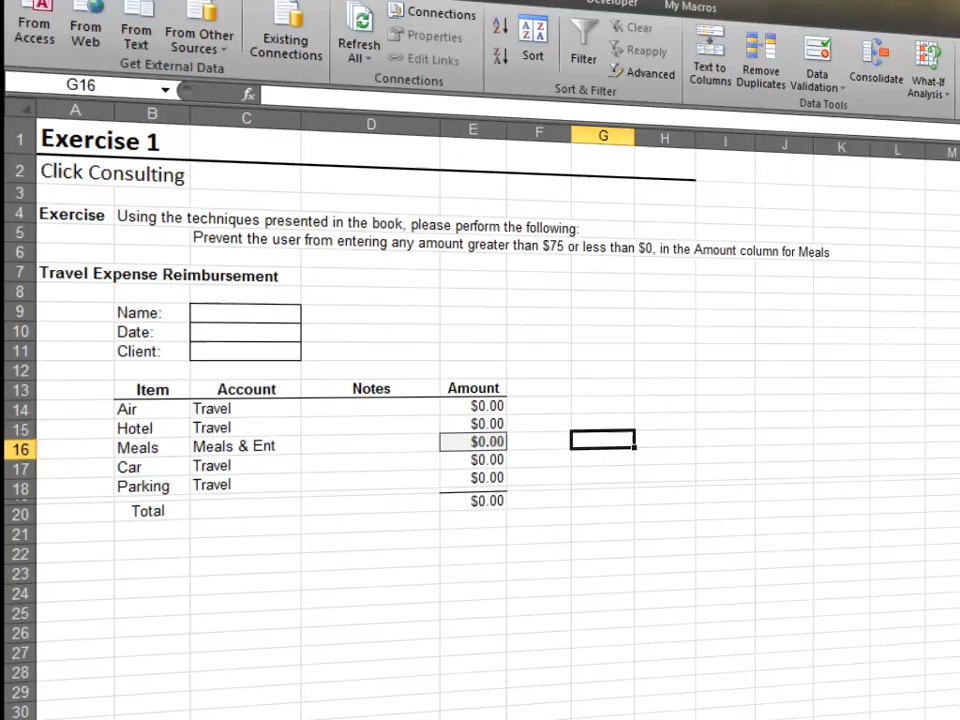 Developer My Macros
From Access
From Web
From Text
From Other Sources
Existing Connections
Refresh All
Connections
Properties
Edit Links
Sort
Filter
Clear
Reapply
Advanced
Text to Columns
Remove Duplicates
Data Validation
Consolidate
What-If Analysis
Get External Data
Connections
Sort & Filter
Data Tools
G16
fx
A B C D E F G H I J K L M
1 Exercise 1
2 Click Consulting
3
4 Exercise Using the techniques presented in the book, please perform the following:
5 Prevent the user from entering any amount greater than $75 or less than $0, in the Amount column for Meals
6
7 Travel Expense Reimbursement
8
9 Name:
10 Date:
11 Client:
12
13 Item Account Notes Amount
14 Air Travel $0.00
15 Hotel Travel $0.00
16 Meals Meals & Ent $0.00
17 Car Travel $0.00
18 Parking Travel $0.00
20 Total $0.00
21
22
23
24
25
26
27
28
29
30